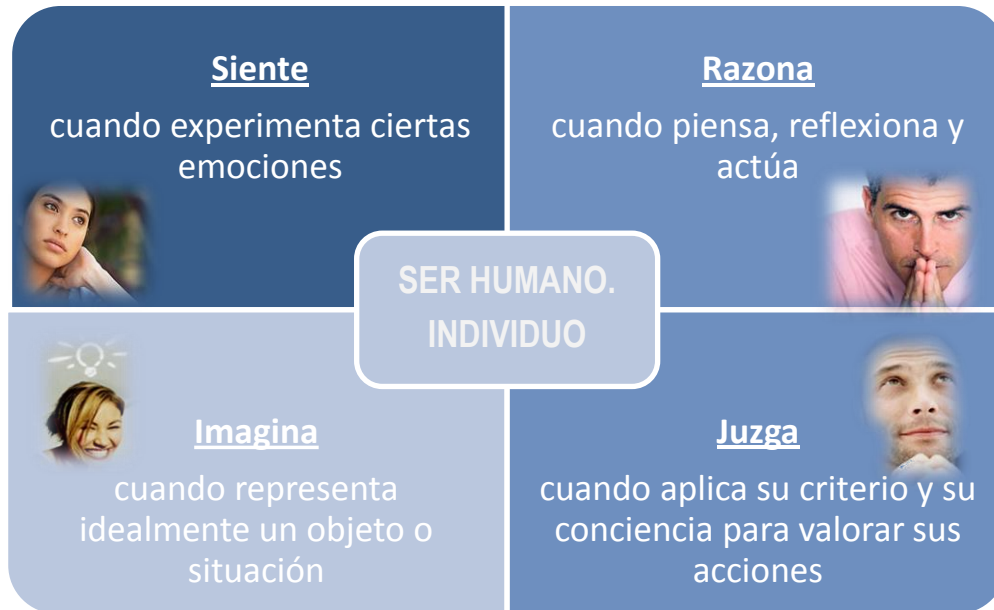 Siente
cuando experimenta ciertas
emociones
Razona
cuando piensa, reflexiona y
actúa
SER HUMANO.
INDIVIDUO
Imagina
cuando representa
idealmente un objeto o
situación
Juzga
cuando aplica su criterio y su
conciencia para valorar sus
acciones